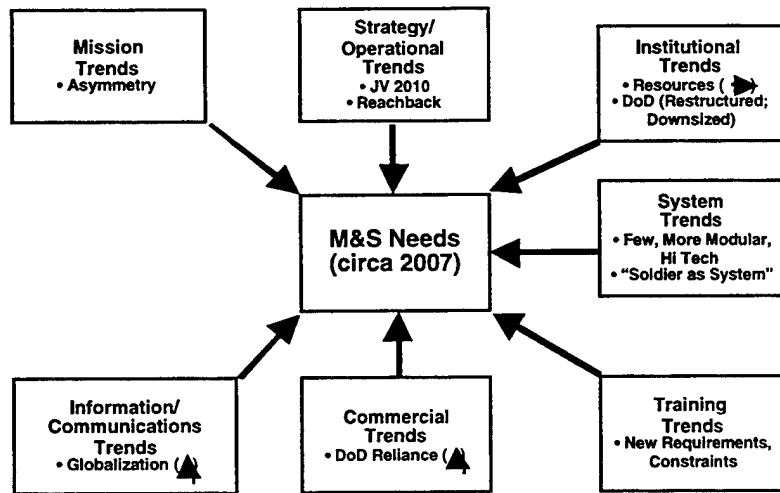 Mission
Trends
• Asymmetry
Strategy/
Operational
Trends
• JV 2010
• Reachback
Institutional
Trends
• Resources ( )
• DoD (Restructured;
Downsized)
M&S Needs
(circa 2007)
System
Trends
• Few, More Modular,
Hi Tech
• “Soldier as System”
Information/
Communications
Trends
• Globalization ( )
Commercial
Trends
• DoD Reliance ( )
Training
Trends
• New Requirements,
Constraints